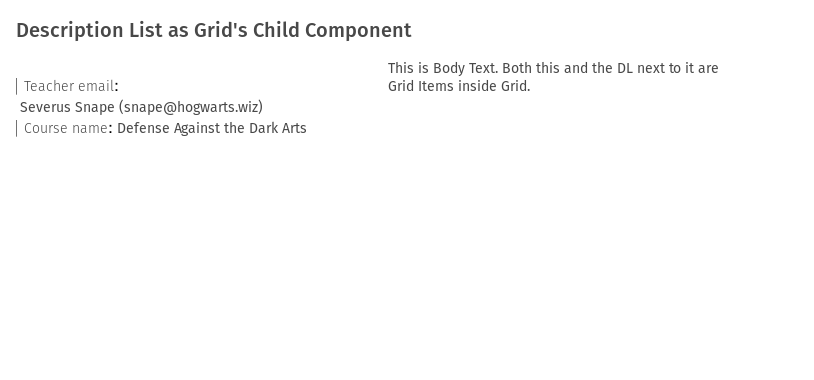 Description List as Grid's Child Component
Teacher email:
Severus Snape (snape@hogwarts.wiz)
Course name: Defense Against the Dark Arts
This is Body Text. Both this and the DL next to it are
Grid Items inside Grid.